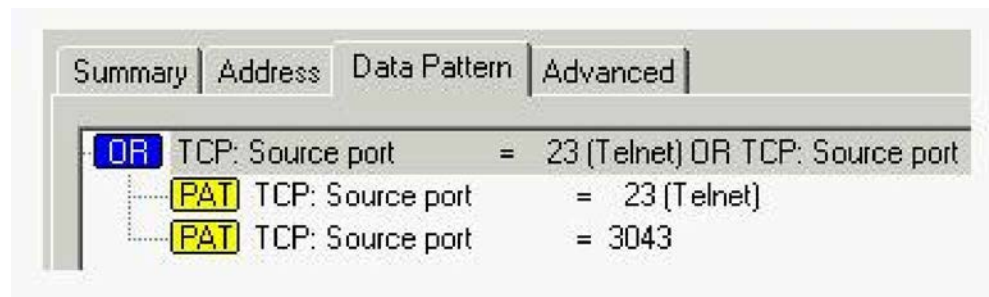 Summary Address Data Pattern Advanced
OR TCP: Source port = 23 (Telnet) OR TCP: Source port
PAT TCP: Source port = 23 (Telnet)
PAT TCP: Source port = 3043